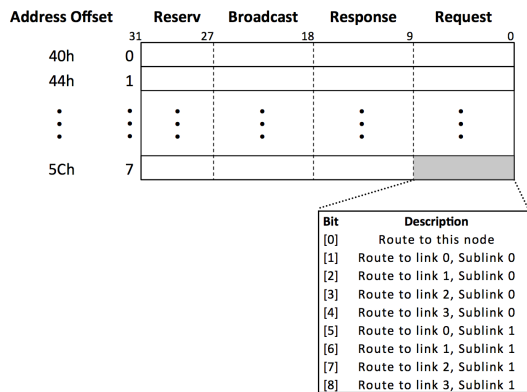 Address Offset Reserv Broadcast Response Request
31 27 18 9 0
40h 0
44h 1
5Ch 7
Bit Description
[0] Route to this node
[1] Route to link 0, Sublink 0
[2] Route to link 1, Sublink 0
[3] Route to link 2, Sublink 0
[4] Route to link 3, Sublink 0
[5] Route to link 0, Sublink 1
[6] Route to link 1, Sublink 1
[7] Route to link 2, Sublink 1
[8] Route to link 3, Sublink 1